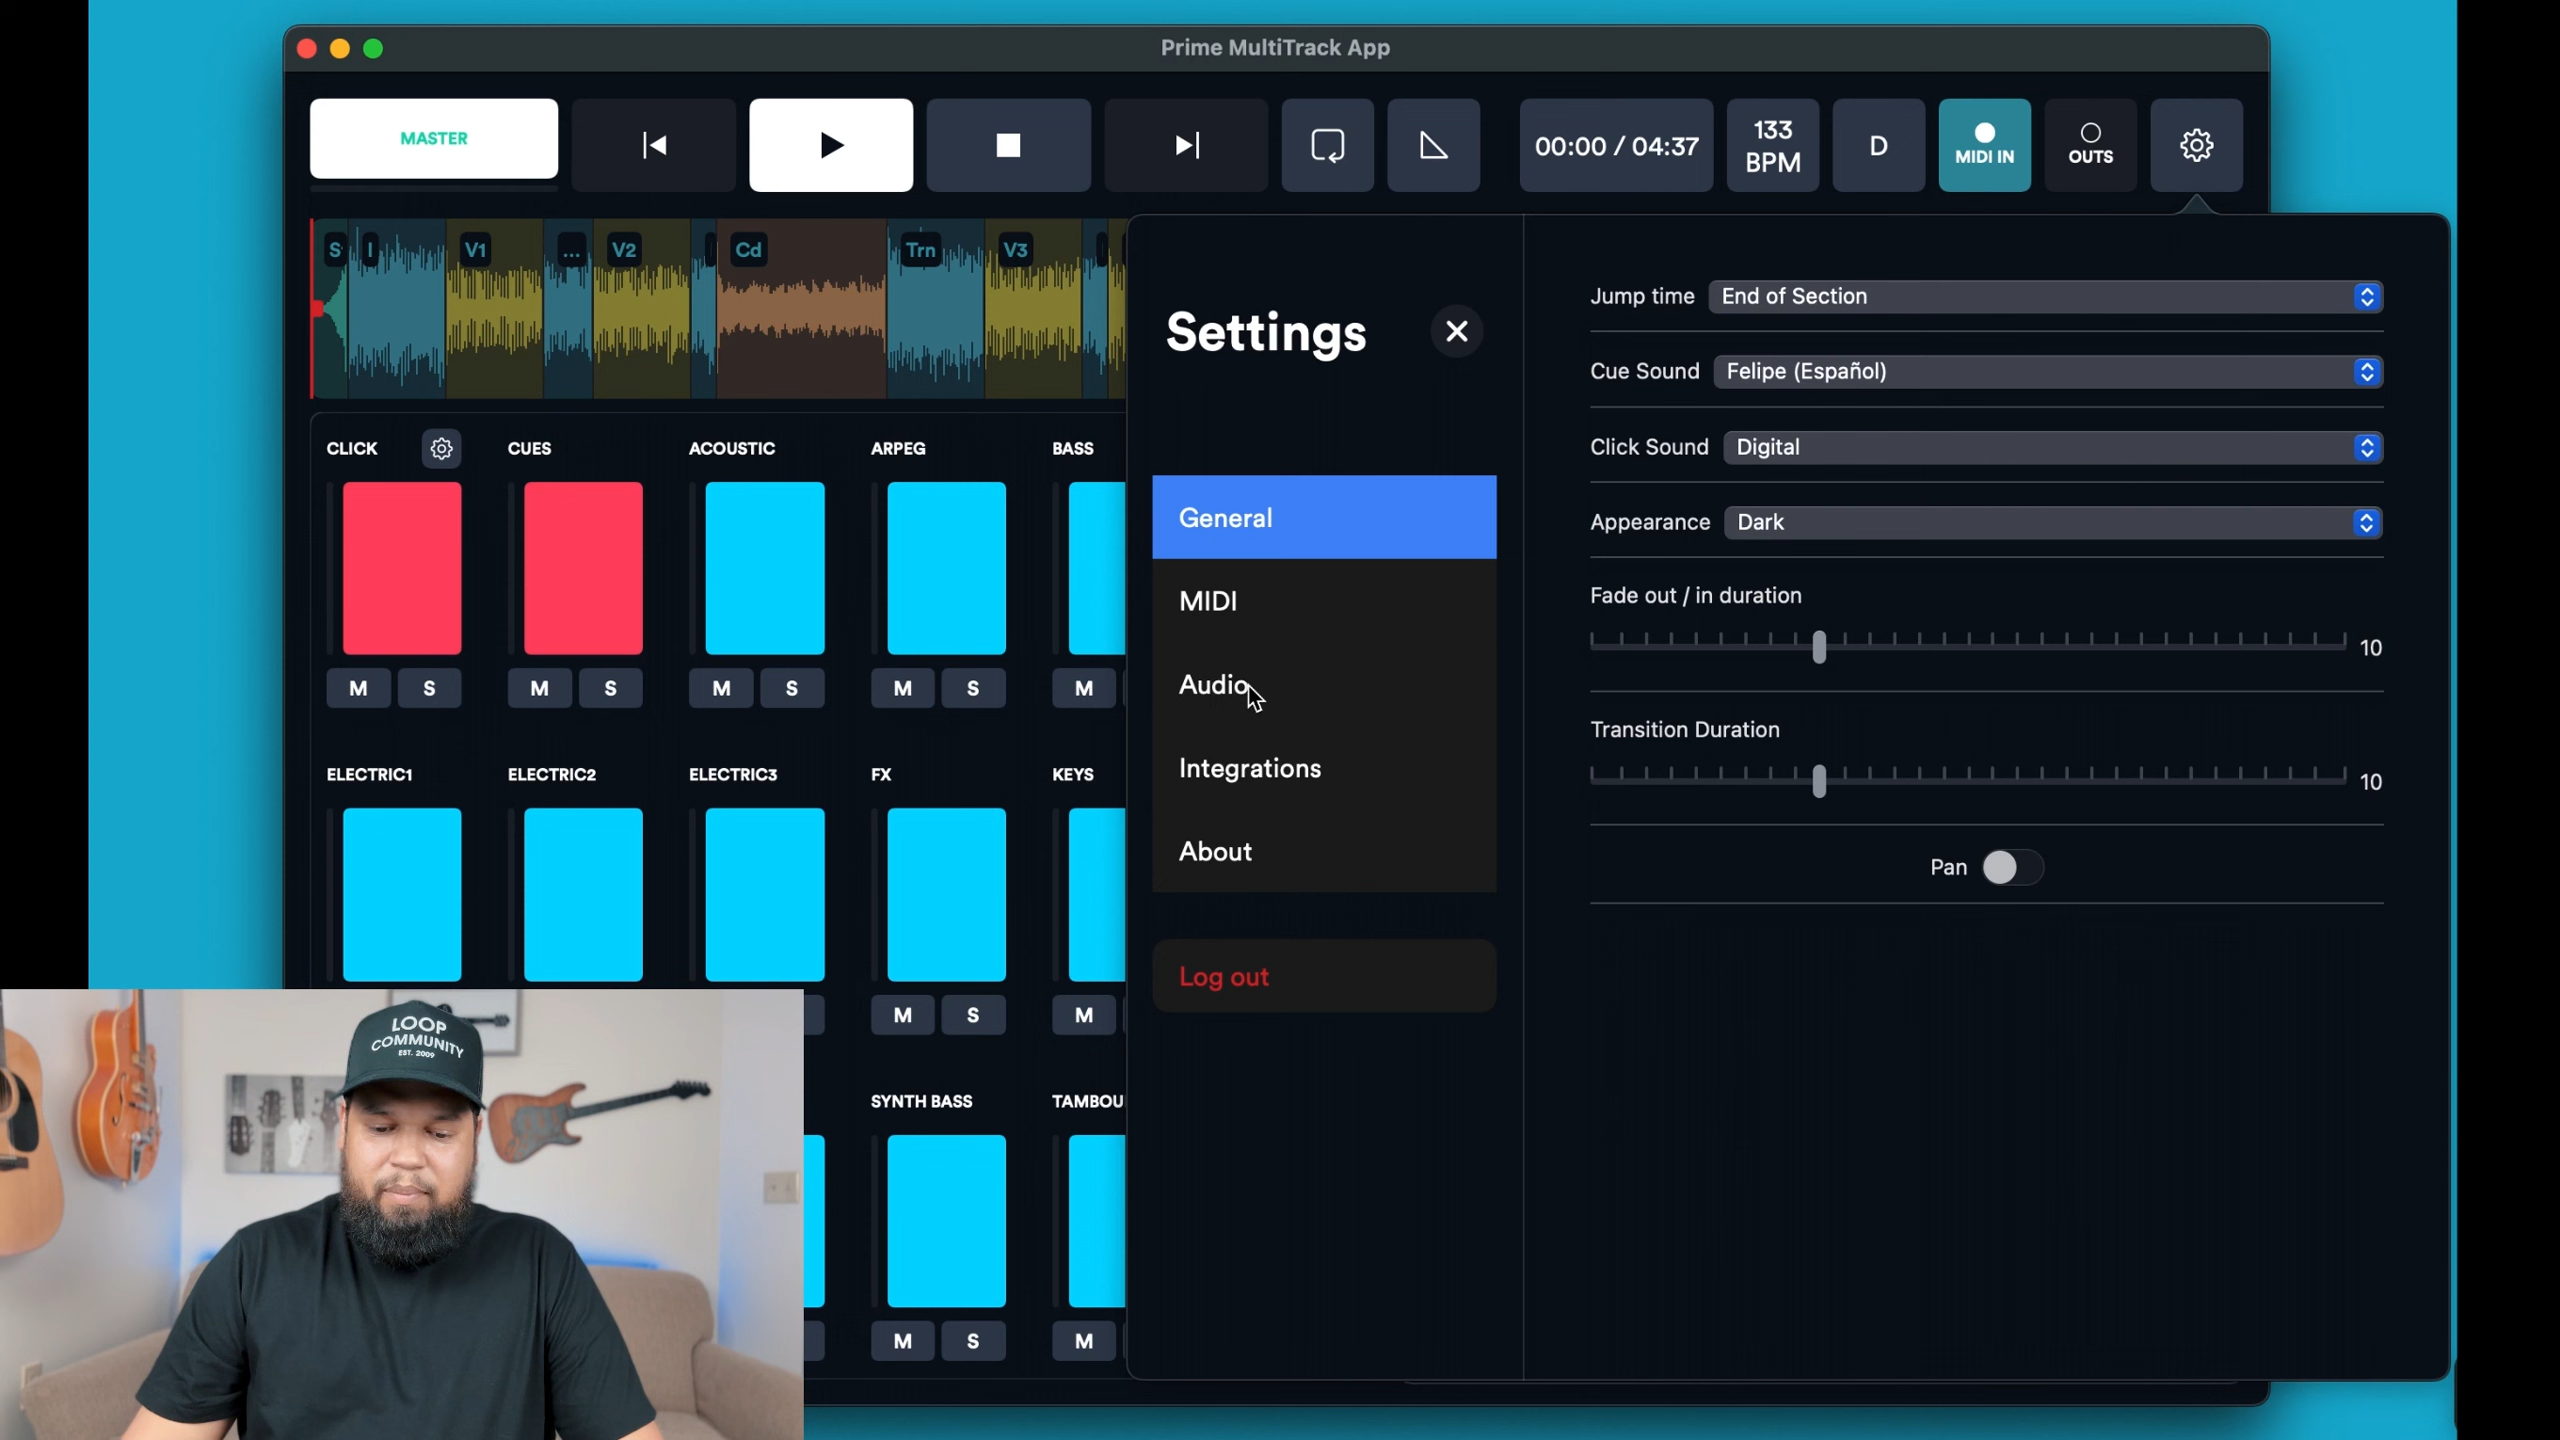 Prime MultiTrack App
MASTER
00:00 / 04:37
133
BPM
D
MIDI IN
OUTS
S
I
V1
...
V2
Cd
Trn
V3
Settings
General
MIDI
Audio
Integrations
About
Log out
Jump time End of Section
Cue Sound Felipe (Español)
Click Sound Digital
Appearance Dark
Fade out / in duration
10
Transition Duration
10
Pan
CLICK CUES ACOUSTIC ARPEG BASS
M S M S M S M S M
ELECTRIC1 ELECTRIC2 ELECTRIC3 FX KEYS
M S M
SYNTH BASS TAMBOU
M S M
LOOP
COMMUNITY
EST. 2009